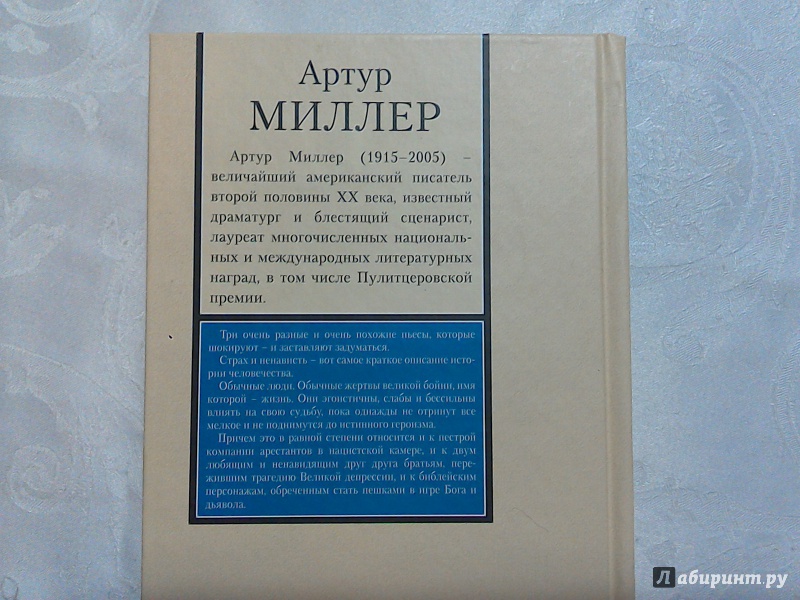 Артур
МИЛЛЕР
Артур Миллер (1915–2005) –
величайший американский писатель
второй половины XX века, известный
драматург и блестящий сценарист,
лауреат многочисленных националь-
ных и международных литературных
наград, в том числе Пулитцеровской
премии.
Три очень разные и очень похожие пьесы, которые
шокируют – и заставляют задуматься.
Страх и ненависть – вот самое краткое описание исто-
рии человечества.
Обычные люди. Обычные жертвы великой бойни, имя
которой – жизнь. Они эгоистичны, слабы и бессильны
влиять на свою судьбу, пока однажды не отринут все
мелкое и не поднимутся до истинного героизма.
Причем это в равной степени относится и к пестрой
компании арестантов в нацистской камере, и к двум
любящим и ненавидящим друг друга братьям, пере-
жившим трагедию Великой депрессии, и к библейским
персонажам, обреченным стать пешками в игре Бога и
дьявола.
Лабиринт.ру